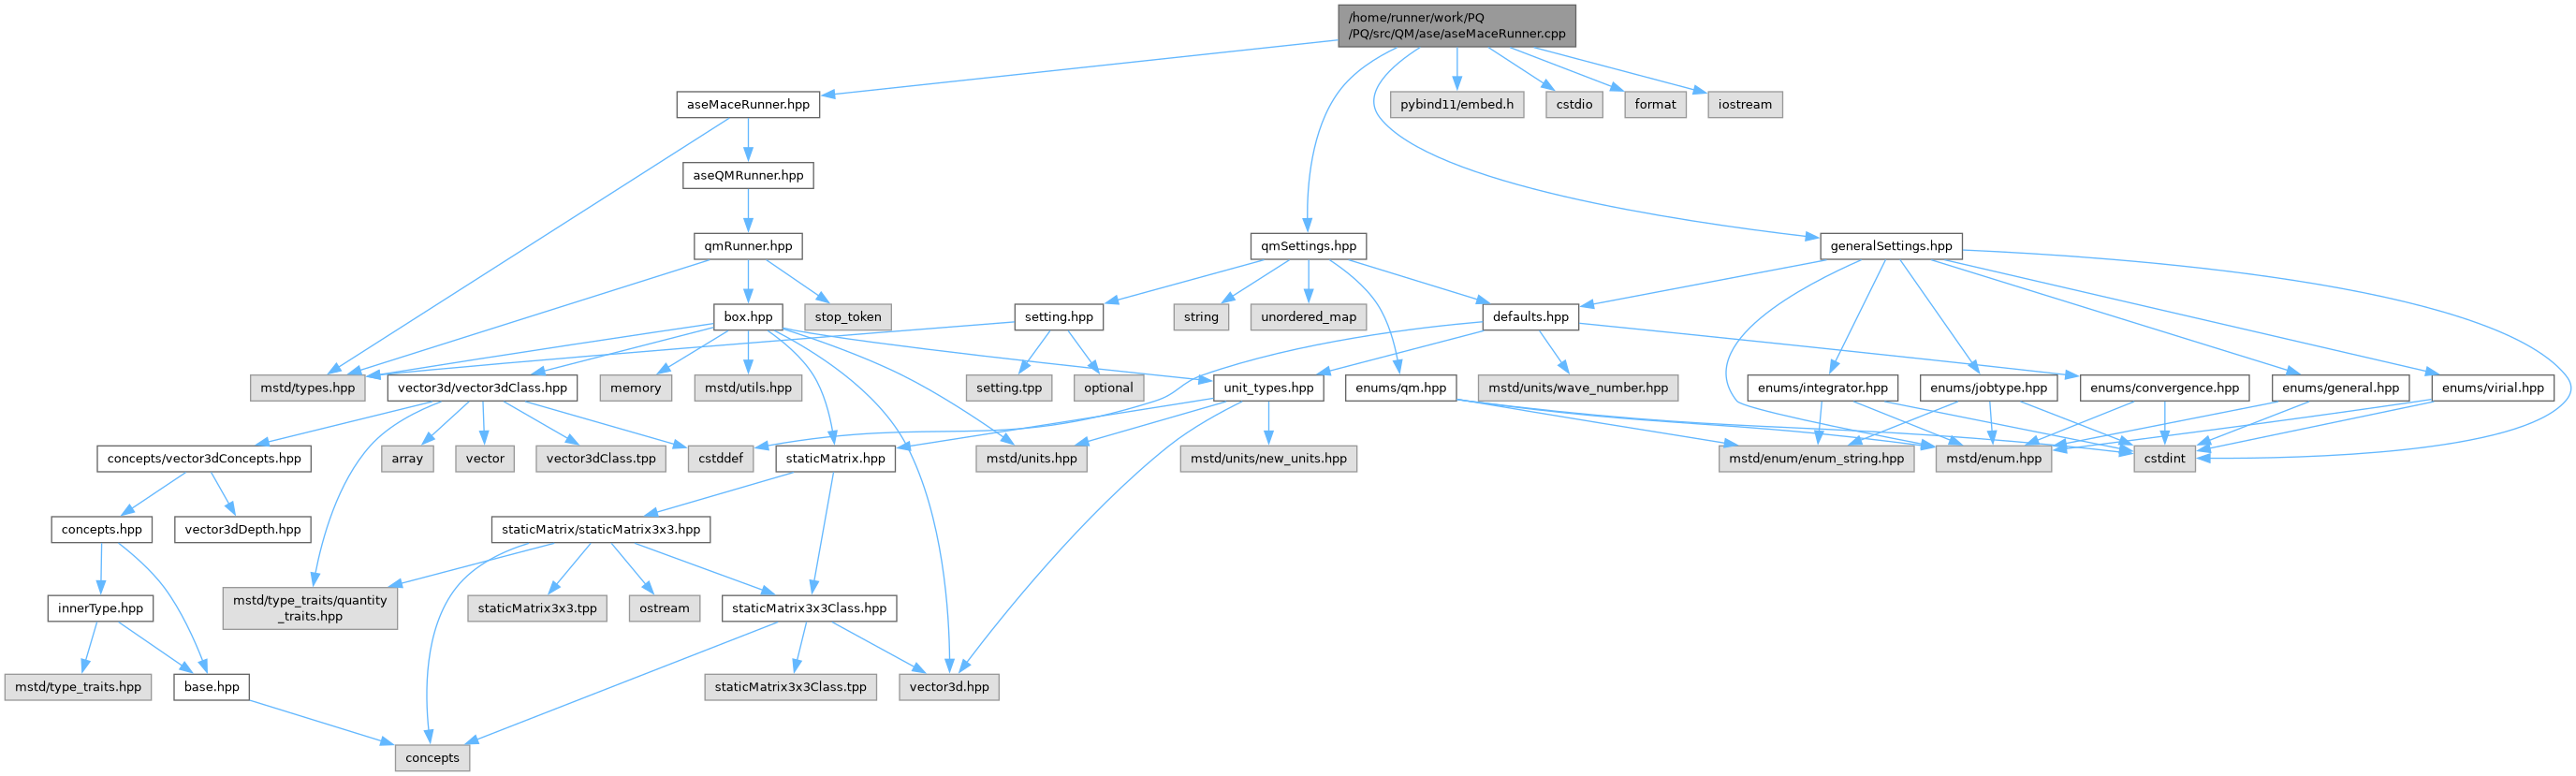 /home/runner/work/PQ
/PQ/src/QM/ase/aseMaceRunner.cpp
aseMaceRunner.hpp
pybind11/embed.h
cstdio
format
iostream
aseQMRunner.hpp
qmRunner.hpp
qmSettings.hpp
generalSettings.hpp
box.hpp
stop_token
setting.hpp
string
unordered_map
defaults.hpp
mstd/types.hpp
vector3d/vector3dClass.hpp
memory
mstd/utils.hpp
setting.tpp
optional
unit_types.hpp
enums/qm.hpp
mstd/units/wave_number.hpp
enums/integrator.hpp
enums/jobtype.hpp
enums/convergence.hpp
enums/general.hpp
enums/virial.hpp
concepts/vector3dConcepts.hpp
array
vector
vector3dClass.tpp
cstddef
staticMatrix.hpp
mstd/units.hpp
mstd/units/new_units.hpp
mstd/enum/enum_string.hpp
mstd/enum.hpp
cstdint
concepts.hpp
vector3dDepth.hpp
staticMatrix/staticMatrix3x3.hpp
innerType.hpp
mstd/type_traits/quantity
_traits.hpp
staticMatrix3x3.tpp
ostream
staticMatrix3x3Class.hpp
mstd/type_traits.hpp
base.hpp
staticMatrix3x3Class.tpp
vector3d.hpp
concepts